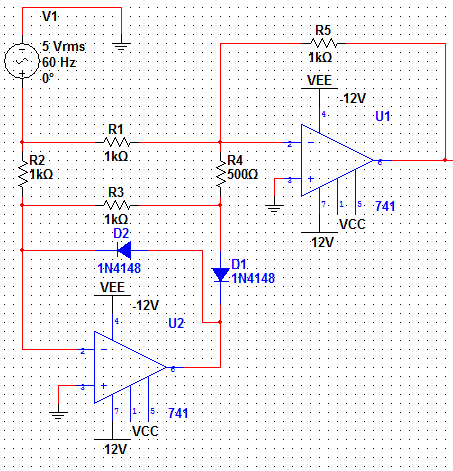 V1
5 Vrms
60 Hz
0°
R5
1kΩ
VEE
-12V
4
U1
R1
1kΩ
2
3
6
R2
1kΩ
R4
500Ω
R3
1kΩ
7
1
5
741
VCC
12V
D2
1N4148
D1
1N4148
VEE
-12V
4
U2
2
3
6
7
1
5
741
VCC
12V